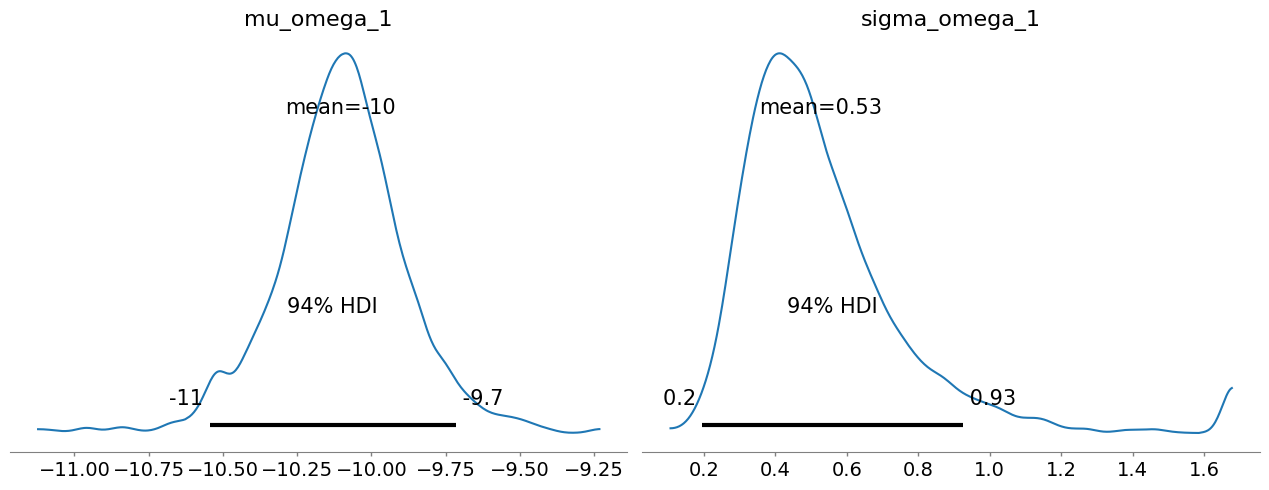 mu_omega_1
mean=-10
94% HDI
-11
-9.7
−11.00 −10.75 −10.50 −10.25 −10.00 −9.75 −9.50 −9.25
sigma_omega_1
mean=0.53
94% HDI
0.2
0.93
0.2 0.4 0.6 0.8 1.0 1.2 1.4 1.6